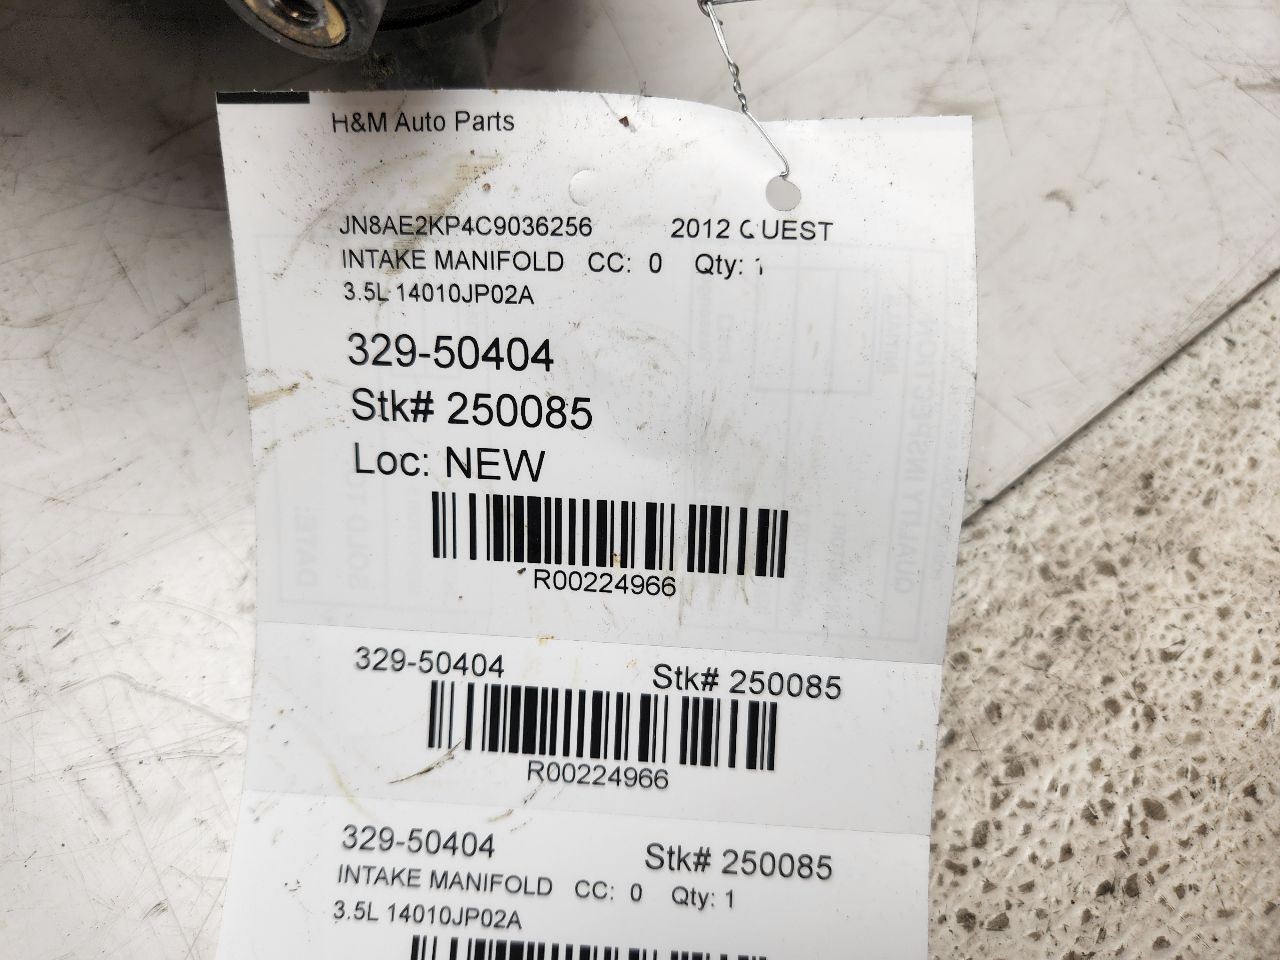 H&M Auto Parts
JN8AE2KP4C9036256 2012 QUEST
INTAKE MANIFOLD CC: 0 Qty: 1
3.5L 14010JP02A
329-50404
Stk# 250085
Loc: NEW
R00224966
329-50404 Stk# 250085
R00224966
329-50404 Stk# 250085
INTAKE MANIFOLD CC: 0 Qty: 1
3.5L 14010JP02A